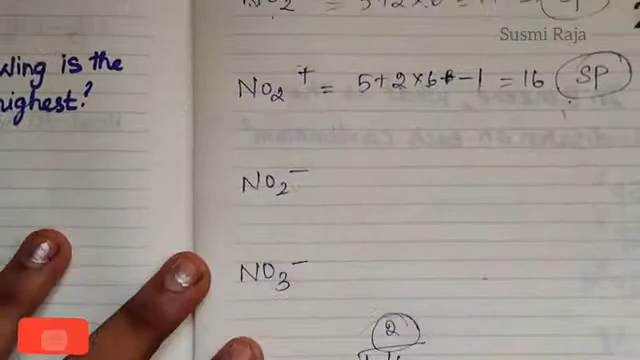 Susmi Raja
wing is the
highest?
NO₂⁺ = 5+2×6-1 = 16 SP
NO₂⁻
NO₃⁻
2